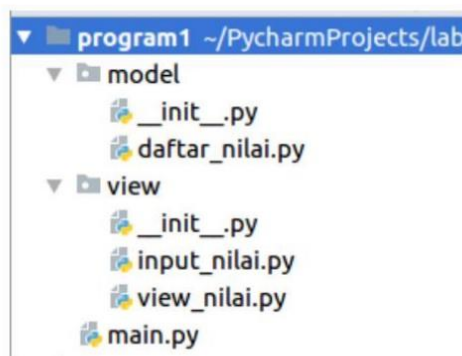 program1 ~/PycharmProjects/lab
model
__init__.py
daftar_nilai.py
view
__init__.py
input_nilai.py
view_nilai.py
main.py